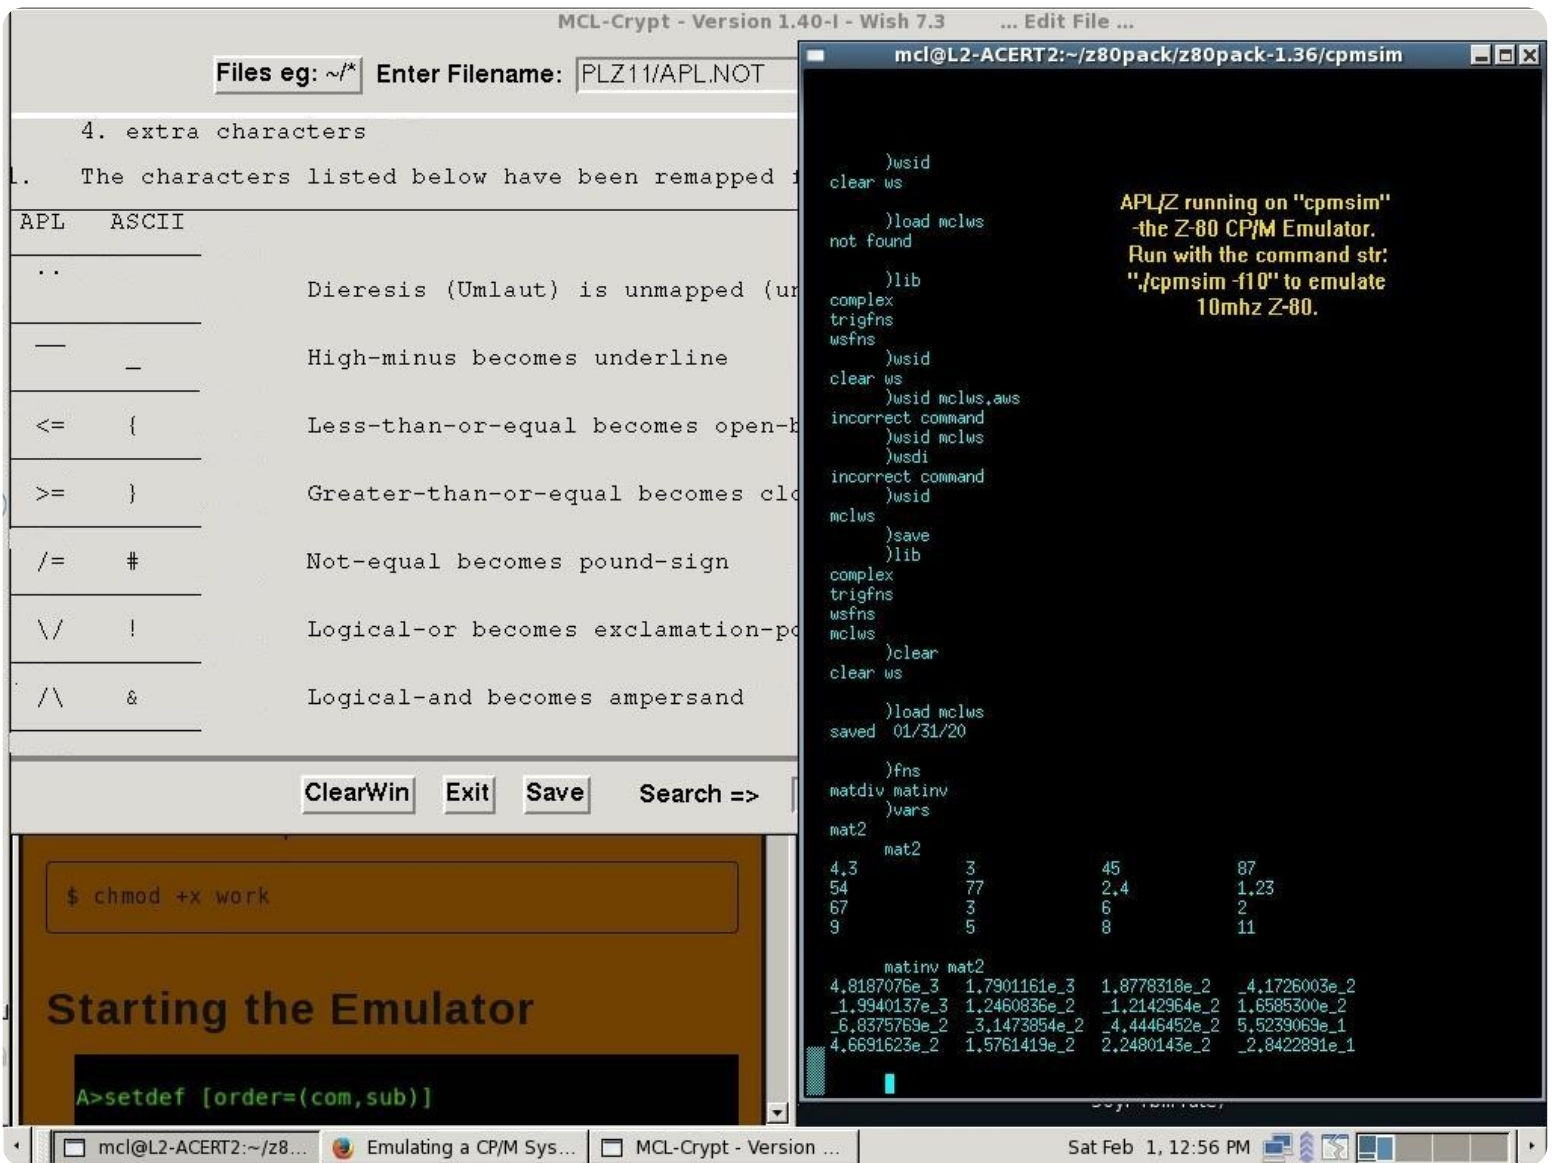 MCL-Crypt - Version 1.40-I - Wish 7.3 ... Edit File ...
Files eg: ~/* Enter Filename: PLZ11/APL.NOT
4. extra characters
The characters listed below have been remapped
APL ASCII
..
Dieresis (Umlaut) is unmapped
_ High-minus becomes underline
<= { Less-than-or-equal becomes
>= } Greater-than-or-equal becomes
/= # Not-equal becomes pound-sign
\/ ! Logical-or becomes
/\ & Logical-and becomes ampersand
ClearWin Exit Save Search =>
$ chmod +x work
Starting the Emulator
A>setdef [order=(com,sub)]
mcl@L2-ACERT2:~/z80pack/z80pack-1.36/cpmsim
)wsid
clear ws
)load mclws
not found
)lib
complex
trigfns
wsfns
)wsid
clear ws
)wsid mclws.aws
incorrect command
)wsid mclws
)wsdi
incorrect command
)wsid
mclws
)save
)lib
complex
trigfns
wsfns
mclws
)clear
clear ws
)load mclws
saved 01/31/20
)fns
matdiv matinv
)vars
mat2
mat2
4.3 3 45 87
54 77 2.4 1.23
67 3 6 2
9 5 8 11
matinv mat2
4.8187076e_3 1.7901161e_3 1.8778318e_2 _4.1726003e_2
_1.9940137e_3 1.2460836e_2 _1.2142964e_2 1.6585300e_2
_6.8375769e_2 _3.1473854e_2 _4.4446452e_2 5.5239069e_1
4.6691623e_2 1.5761419e_2 2.2480143e_2 _2.8422891e_1
APL/Z running on "cpmsim"
-the Z-80 CP/M Emulator.
Run with the command str:
"./cpmsim -f10" to emulate
10mhz Z-80.
mcl@L2-ACERT2:~/z8... Emulating a CP/M Sys... MCL-Crypt - Version ... Sat Feb 1, 12:56 PM